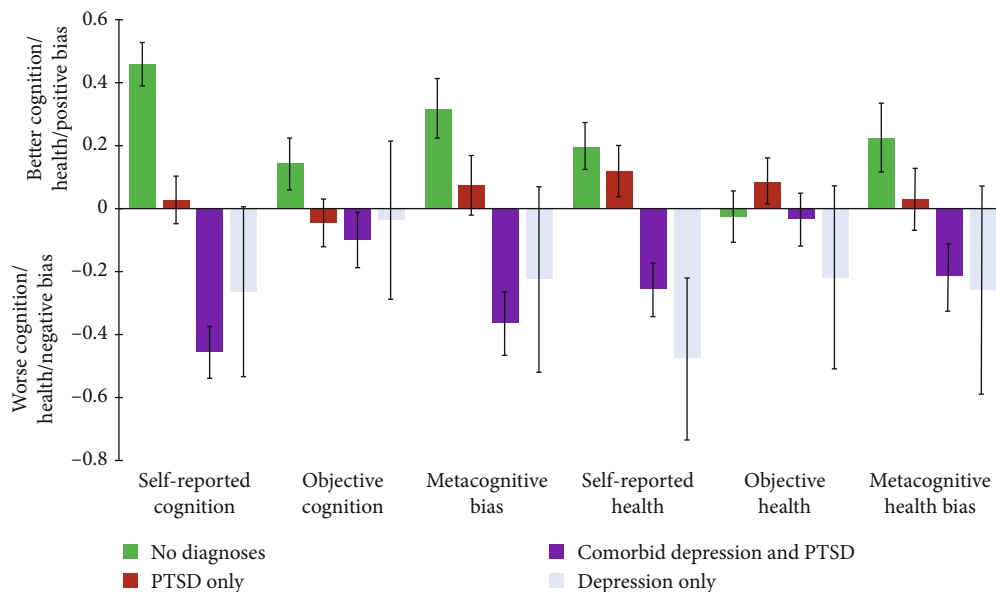 Better cognition/
health/positive bias
Worse cognition/
health/negative bias
0.6
0.4
0.2
0
−0.2
−0.4
−0.6
−0.8
Self-reported
cognition
Objective
cognition
Metacognitive
bias
Self-reported
health
Objective
health
Metacognitive
health bias
No diagnoses
PTSD only
Comorbid depression and PTSD
Depression only